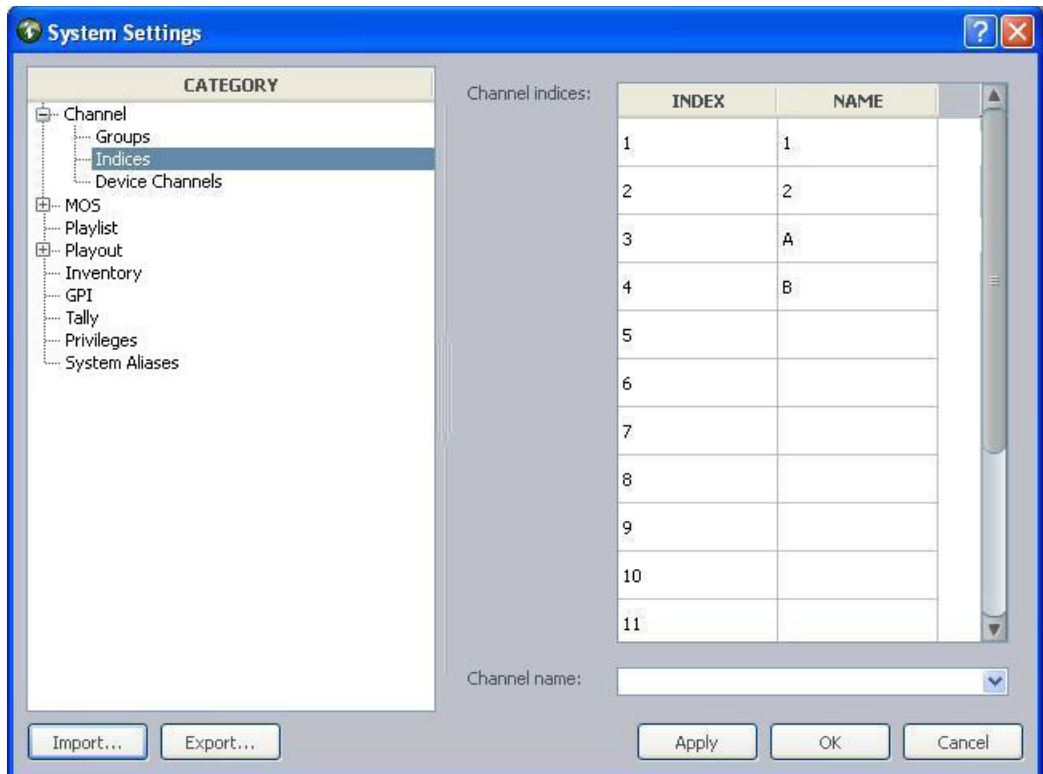 System Settings
CATEGORY
Channel
Groups
Indices
Device Channels
MOS
Playlist
Playout
Inventory
GPI
Tally
Privileges
System Aliases
Channel indices:
INDEX NAME
1 1
2 2
3 A
4 B
5
6
7
8
9
10
11
Channel name:
Import... Export... Apply OK Cancel